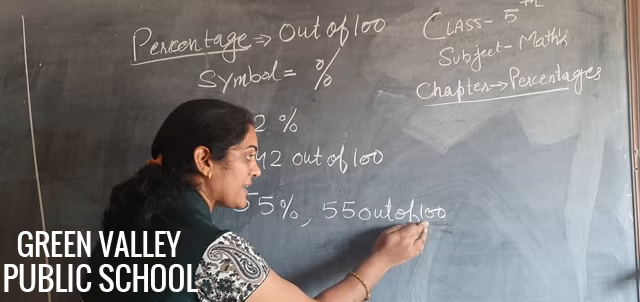 Percentage ⇒ Out of 100
Symbol = %
2 %
42 out of 100
55%, 55 out of 100
CLASS - 5th
Subject - Maths
Chapter → Percentages
GREEN VALLEY
PUBLIC SCHOOL